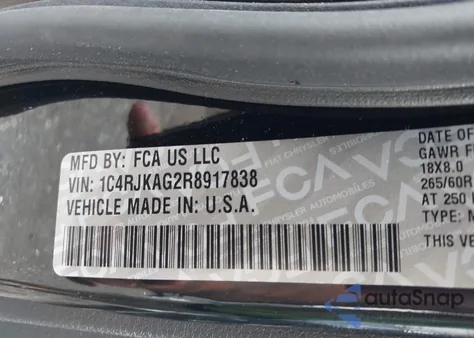 MFD BY: FCA US LLC
VIN: 1C4RJKAG2R8917838
VEHICLE MADE IN: U.S.A.
DATE OF
GAWR
18X8.0
265/60R
AT 250
TYPE:
THIS VE
autoSnap